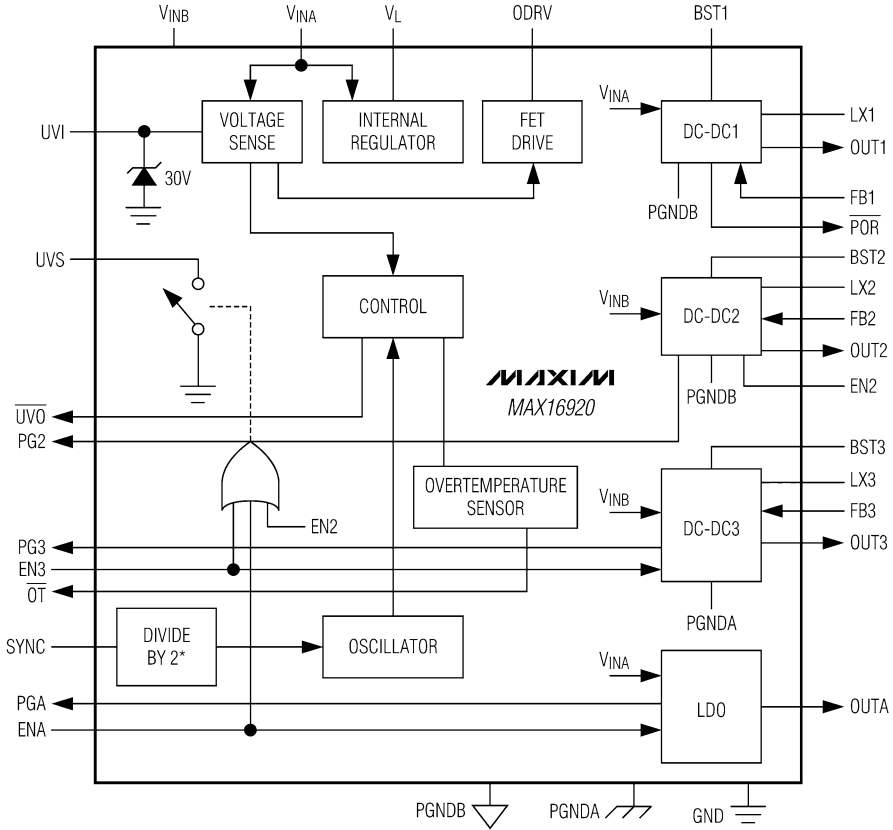 VINB VINA VL ODRV BST1
VINA
LX1
UVI
VOLTAGE
SENSE
INTERNAL
REGULATOR
FET
DRIVE
DC-DC1
OUT1
30V
FB1
PGNDB
POR
UVS
BST2
LX2
CONTROL
VINB
DC-DC2
FB2
OUT2
MAXIM
MAX16920
PGNDB
EN2
UVO
PG2
BST3
OVERTEMPERATURE
SENSOR
VINB
DC-DC3
LX3
FB3
EN2
OUT3
PG3
EN3
OT
PGNDA
SYNC
DIVIDE
BY 2*
OSCILLATOR
VINA
LDO
PGA
OUTA
ENA
PGNDB PGNDA GND